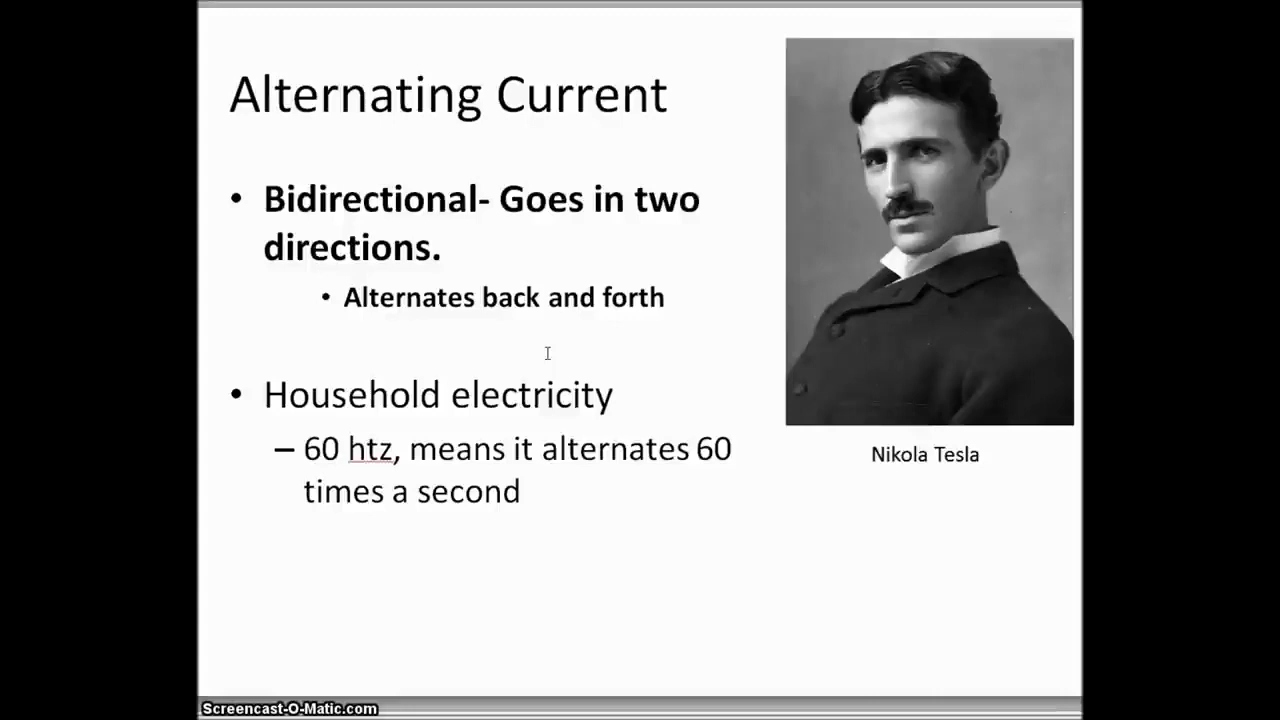 Alternating Current
• Bidirectional- Goes in two
directions.
• Alternates back and forth
• Household electricity
– 60 htz, means it alternates 60
times a second
Nikola Tesla
Screencast-O-Matic.com